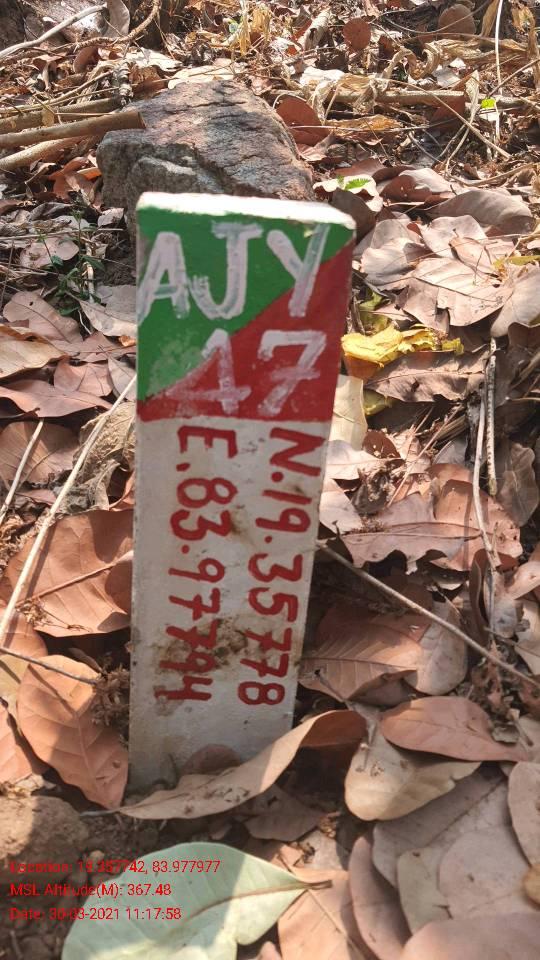 AJY
47
N.19.35778
E.83.97794
Location: 19.357742, 83.977977
MSL Altitude(M): 367.48
Date: 30-03-2021 11:17:58